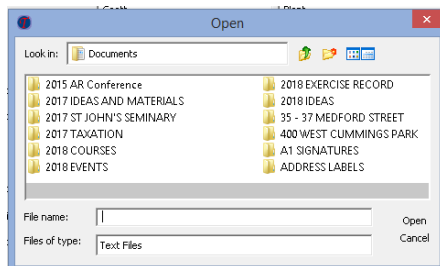 Open
Look in: Documents
2015 AR Conference
2017 IDEAS AND MATERIALS
2017 ST JOHN'S SEMINARY
2017 TAXATION
2018 COURSES
2018 EVENTS
2018 EXERCISE RECORD
2018 IDEAS
35 - 37 MEDFORD STREET
400 WEST CUMMINGS PARK
A1 SIGNATURES
ADDRESS LABELS
File name:
Open
Files of type: Text Files
Cancel